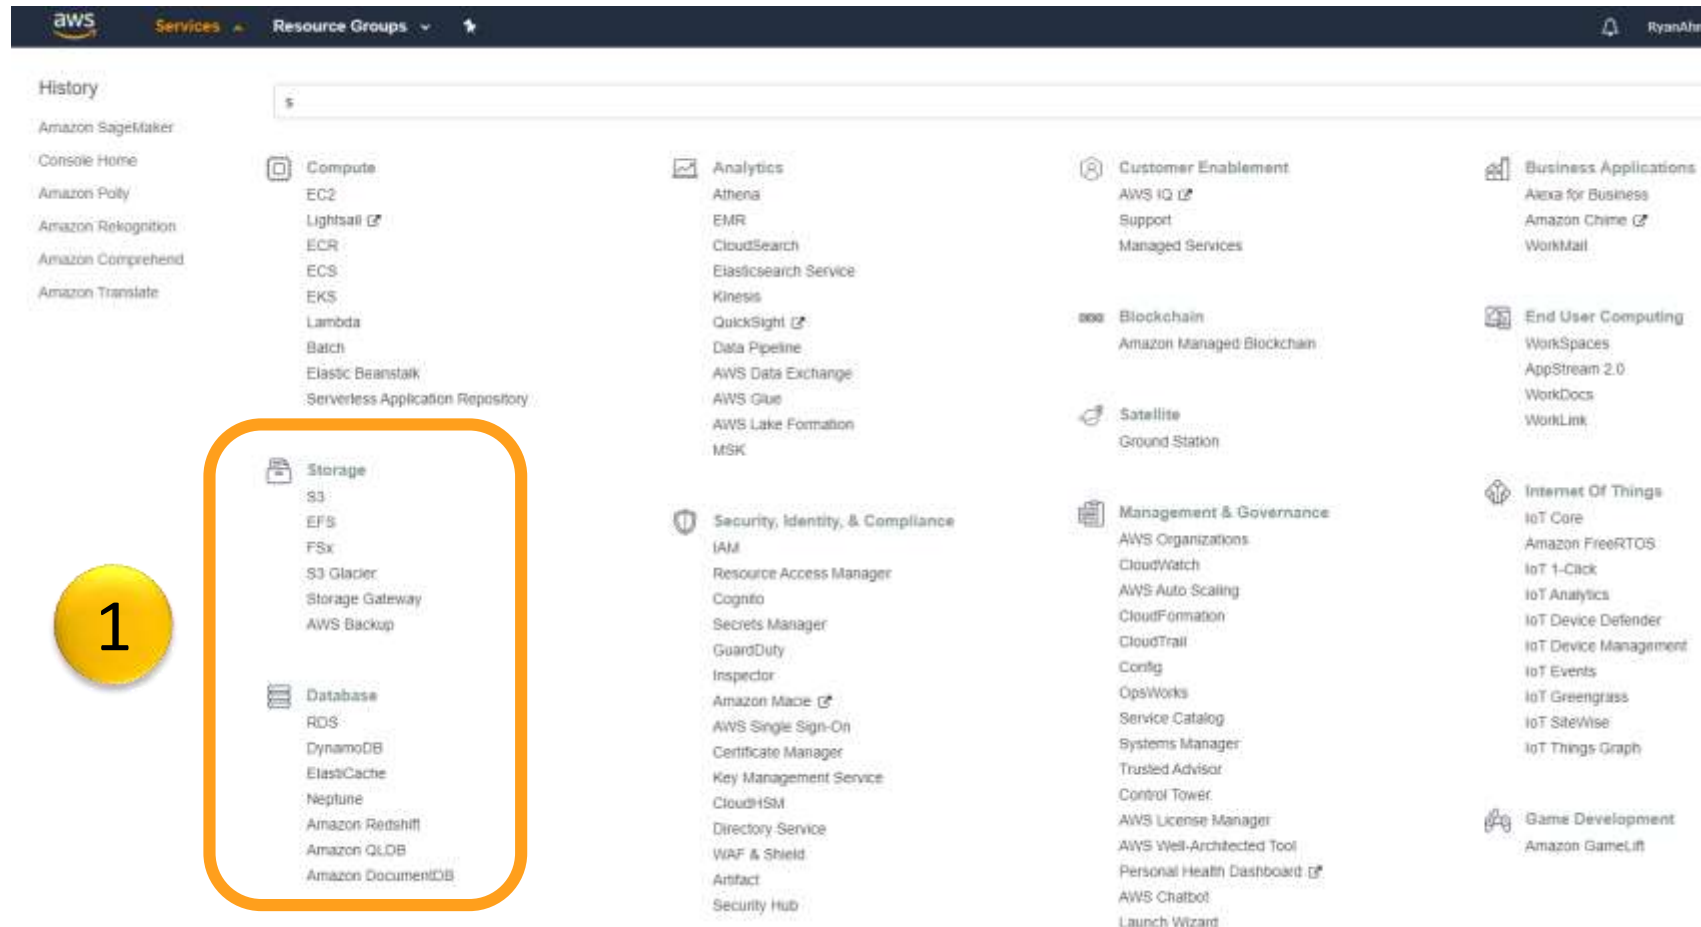 aws
Services
Resource Groups
History
Amazon SageMaker
Console Home
Amazon Polly
Amazon Rekognition
Amazon Comprehend
Amazon Translate
s
Compute
EC2
Lightsail
ECR
ECS
EKS
Lambda
Batch
Elastic Beanstalk
Serverless Application Repository
1
Storage
S3
EFS
FSx
S3 Glacier
Storage Gateway
AWS Backup
Database
RDS
DynamoDB
ElastiCache
Neptune
Amazon Redshift
Amazon QLDB
Amazon DocumentDB
Analytics
Athena
EMR
CloudSearch
Elasticsearch Service
Kinesis
QuickSight
Data Pipeline
AWS Data Exchange
AWS Glue
AWS Lake Formation
MSK
Security, Identity, & Compliance
IAM
Resource Access Manager
Cognito
Secrets Manager
GuardDuty
Inspector
Amazon Macie
AWS Single Sign-On
Certificate Manager
Key Management Service
CloudHSM
Directory Service
WAF & Shield
Artifact
Security Hub
Customer Enablement
AWS IQ
Support
Managed Services
Blockchain
Amazon Managed Blockchain
Satellite
Ground Station
Management & Governance
AWS Organizations
CloudWatch
AWS Auto Scaling
CloudFormation
CloudTrail
Config
OpsWorks
Service Catalog
Systems Manager
Trusted Advisor
Control Tower
AWS License Manager
AWS Well-Architected Tool
Personal Health Dashboard
AWS Chatbot
Launch Wizard
Business Applications
Alexa for Business
Amazon Chime
WorkMail
End User Computing
WorkSpaces
AppStream 2.0
WorkDocs
WorkLink
Internet Of Things
IoT Core
Amazon FreeRTOS
IoT 1-Click
IoT Analytics
IoT Device Defender
IoT Device Management
IoT Events
IoT Greengrass
IoT SiteWise
IoT Things Graph
Game Development
Amazon GameLift